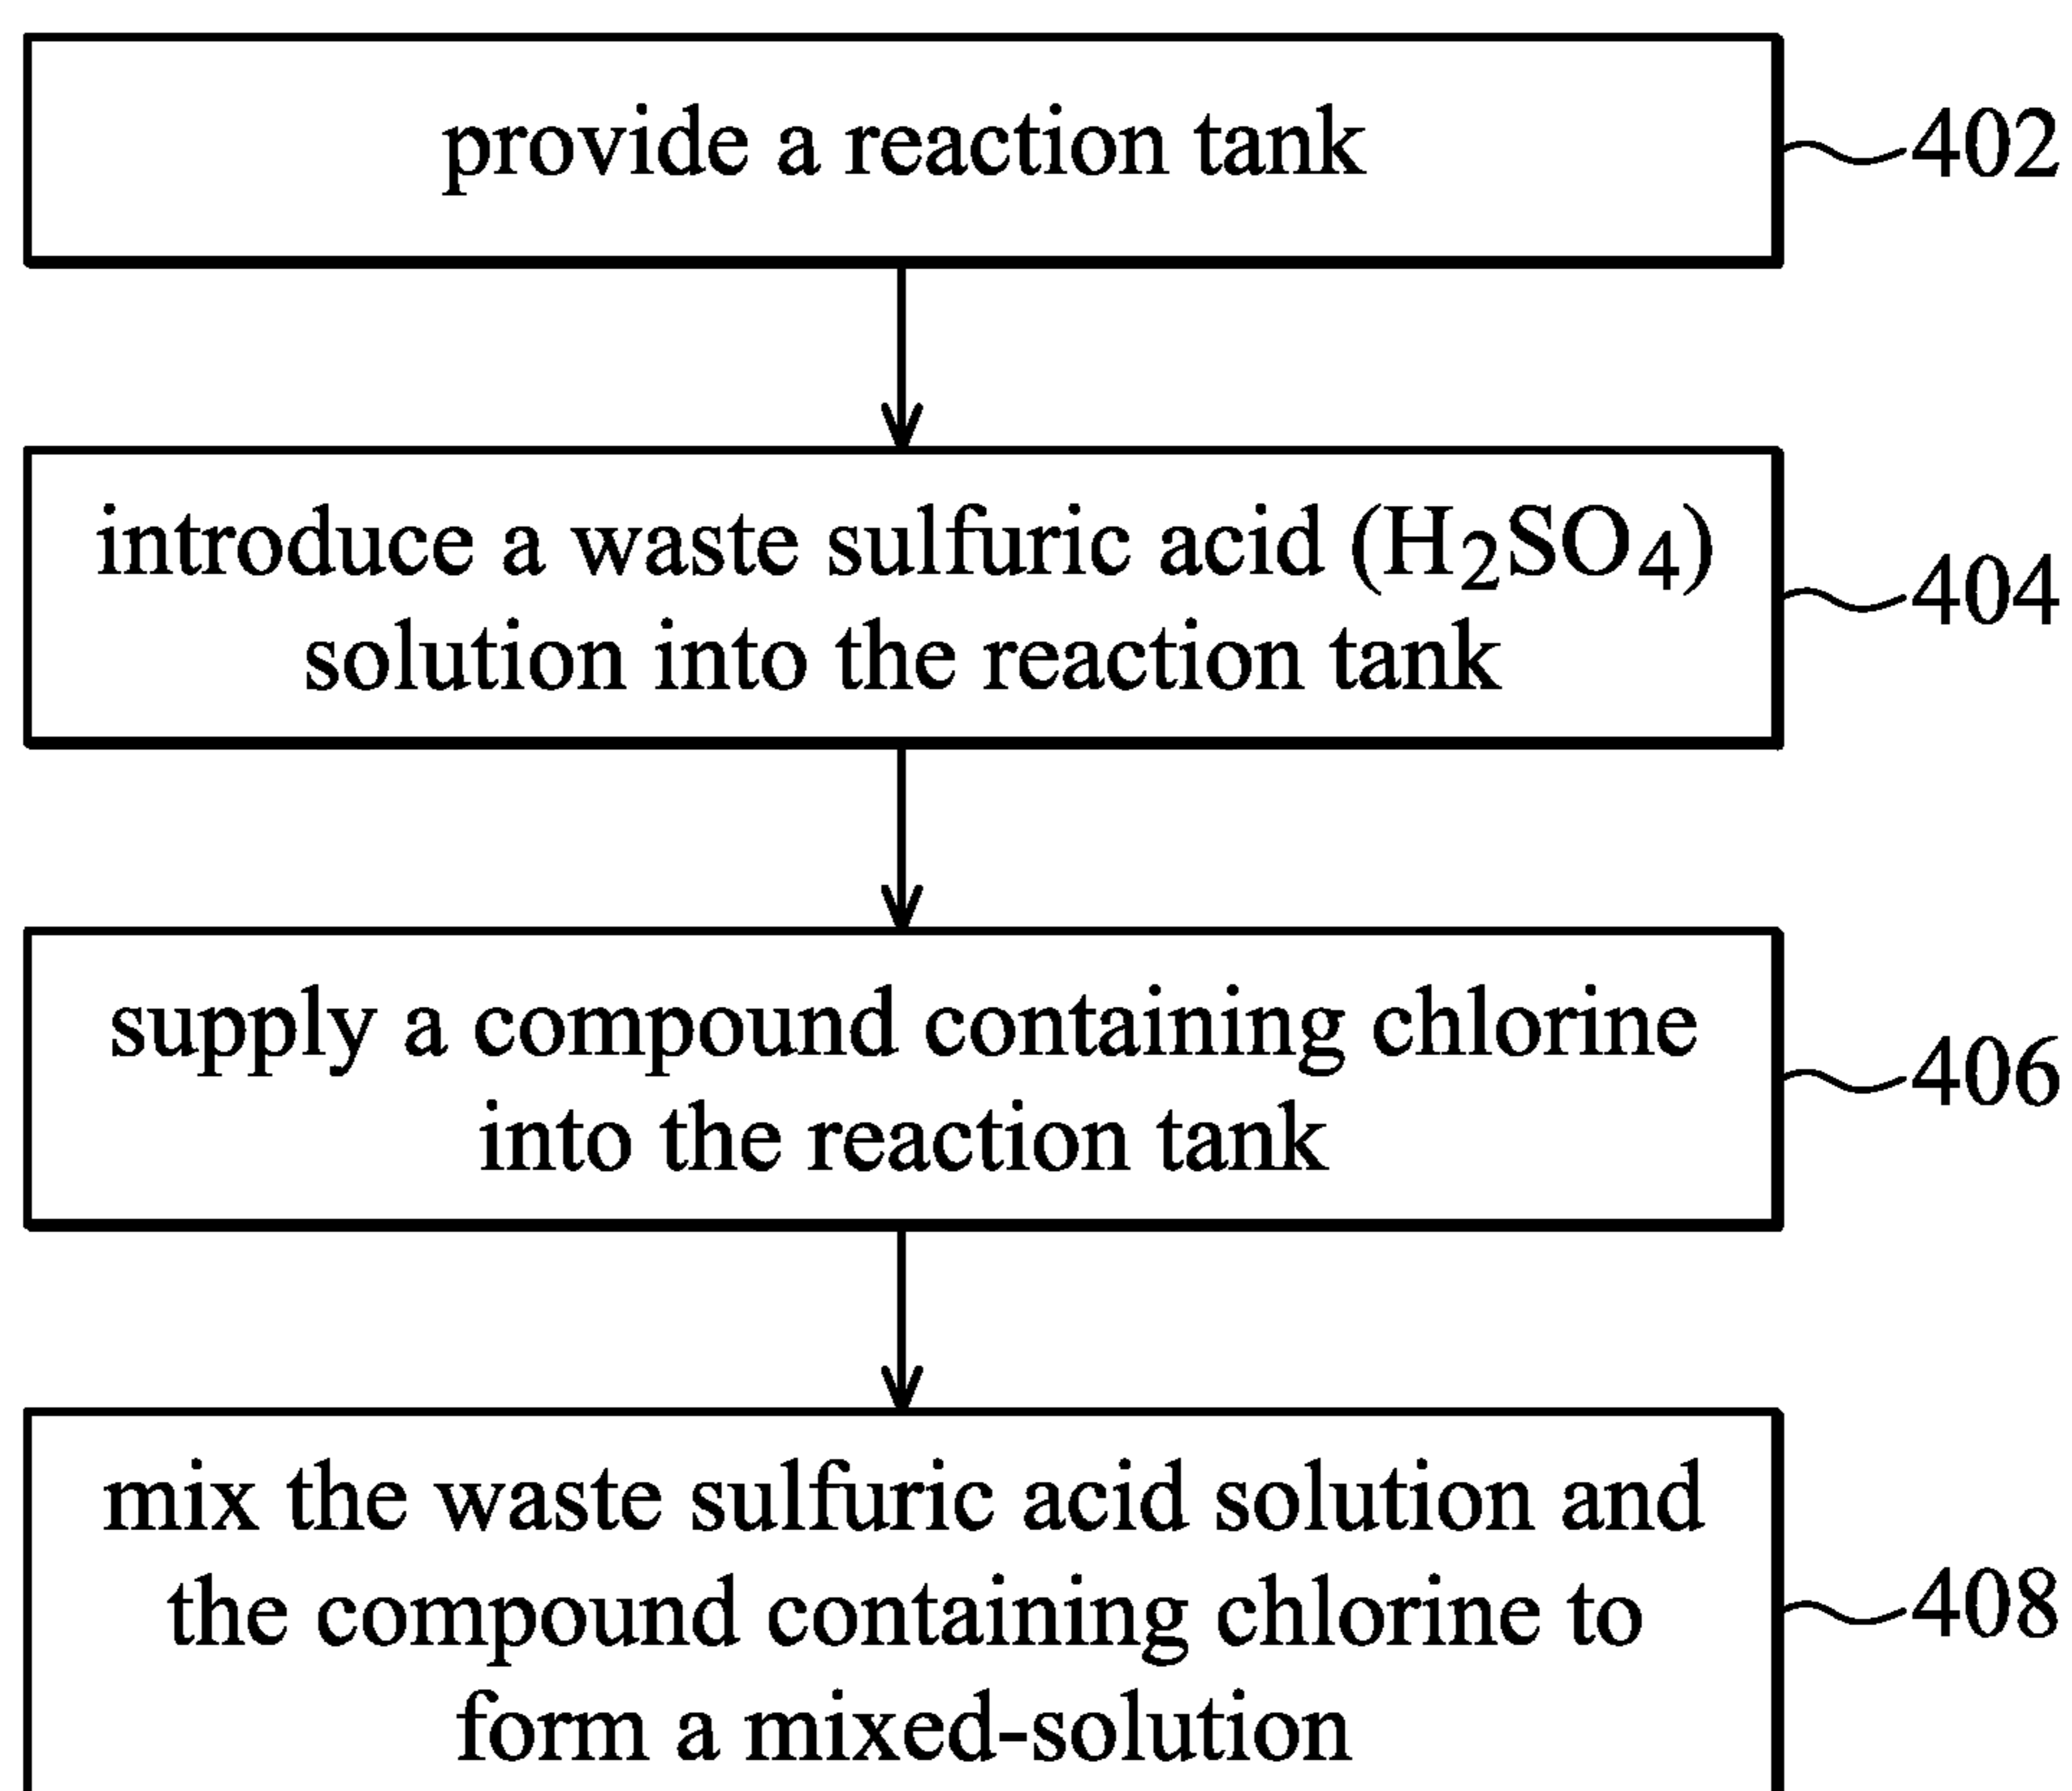 provide a reaction tank
402
introduce a waste sulfuric acid (H₂SO₄)
solution into the reaction tank
404
supply a compound containing chlorine
into the reaction tank
406
mix the waste sulfuric acid solution and
the compound containing chlorine to
form a mixed-solution
408